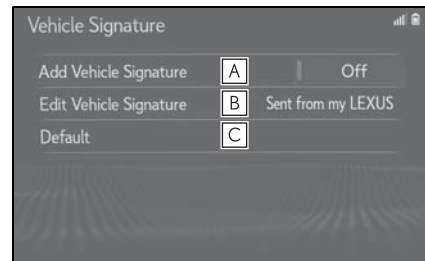 Vehicle Signature
Add Vehicle Signature A Off
Edit Vehicle Signature B Sent from my LEXUS
Default C